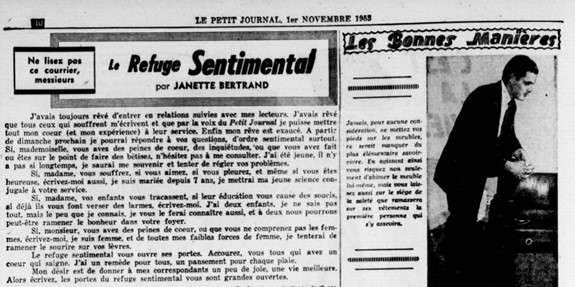 10
LE PETIT JOURNAL, 1er NOVEMBRE 1953
Ne lisez pas
ce courrier,
messieurs
Le Refuge Sentimental
par JANETTE BERTRAND
J'avais toujours rêvé d'entrer en relations suivies avec mes lecteurs. J'avais rêvé
que tous ceux qui souffrent m'écrivent et que par la voix du Petit Journal je puisse mettre
tout mon coeur (et mon expérience) à leur service. Enfin mon rêve est exaucé. A partir
de dimanche prochain je pourrai répondre à vos questions, d'ordre sentimental surtout.
Si, mademoiselle, vous avez des peines de coeur, des inquiétudes, que vous avez fait
ou êtes sur le point de faire des bêtises, n'hésitez pas à me consulter. J'ai été jeune, il n'y
a pas si longtemps, je saurai me souvenir et tenter de régler vos problèmes.
Si, madame, vous souffrez, si vous aimez, si vous pleurez, et même si vous êtes
heureuse, écrivez-moi aussi, je suis mariée depuis 7 ans, je mettrai ma jeune science con-
jugale à votre service.
Si, madame, vos enfants vous tracassent, si leur éducation vous cause des soucis,
si déjà ils vous font verser des larmes, écrivez-moi. J'ai deux enfants, je ne sais pas
tout, mais le peu que je connais, je vous le ferai connaître aussi, et à deux nous pourrons
peut-être ramener le bonheur dans votre foyer.
Si, monsieur, vous avez des peines de coeur, ou que vous ne comprenez pas les fem-
mes, écrivez-moi, je suis femme, et de toutes mes faibles forces de femme, je tenterai de
ramener le sourire sur vos lèvres.
Le refuge sentimental vous ouvre ses portes. Accourez, vous tous qui avez un
coeur qui saigne. J'ai un remède pour tous, un pansement pour chaque plaie.
Mon désir est de donner à mes correspondants un peu de joie, une vie meilleure.
Alors écrivez, les portes du refuge sentimental vous sont grandes ouvertes.
Les Bonnes Manières
Jamais, pour aucune con-
sidération, ne mettez vos
pieds sur les meubles,
ce serait manquer du
plus élémentaire savoir-
vivre. En agissant ainsi
vous risquez non seule-
ment d'abîmer le meuble
lui-même, mais vous lais-
sez aussi sur le siège de
la saleté que ramassera
sur ses vêtements la
première personne qui
s'y assoira.